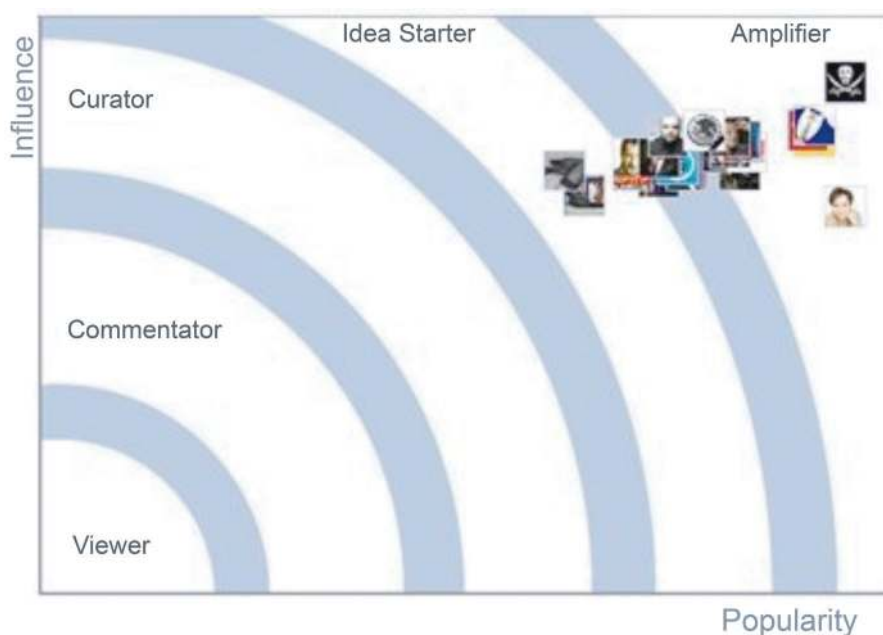 Idea Starter
Amplifier
Influence
Curator
Commentator
Viewer
Popularity